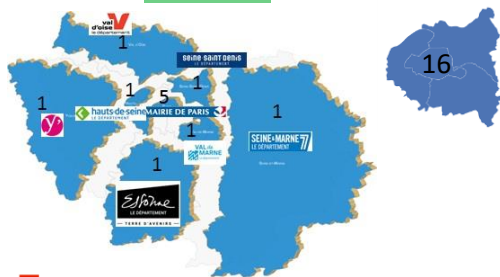 val
d'oise
le département
1
SEINE SAINT DENIS
LE DÉPARTEMENT
16
1
1
1
5
1
hauts-de-seine
LE DÉPARTEMENT
MAIRIE DE PARIS
y
1
1
SEINE & MARNE 77
LE DÉPARTEMENT
VAL de
MARNE
1
Essonne
LE DÉPARTEMENT
TERRE D'AVENIRS